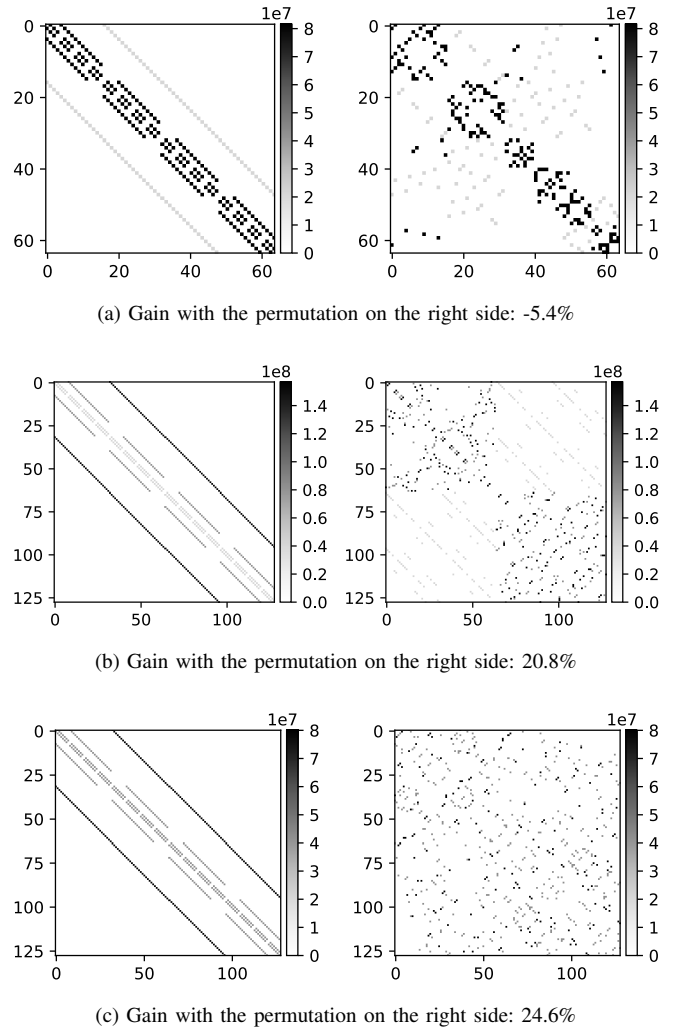 1e7 1e7
0 0
8 8
7 7
20 6 20 6
5 5
40 4 40 4
3 3
2 2
60 1 60 1
0 0
0 20 40 60 0 20 40 60
(a) Gain with the permutation on the right side: -5.4%
1e8 1e8
0 0
25 1.4 25 1.4
1.2 1.2
50 1.0 50 1.0
75 0.8 75 0.8
0.6 0.6
100 0.4 100 0.4
0.2 0.2
125 0.0 125 0.0
0 50 100 0 50 100
(b) Gain with the permutation on the right side: 20.8%
1e7 1e7
0 8 0 8
7 7
25 6 25 6
50 5 50 5
4 4
75 3 75 3
100 2 100 2
1 1
125 0 125 0
0 50 100 0 50 100
(c) Gain with the permutation on the right side: 24.6%